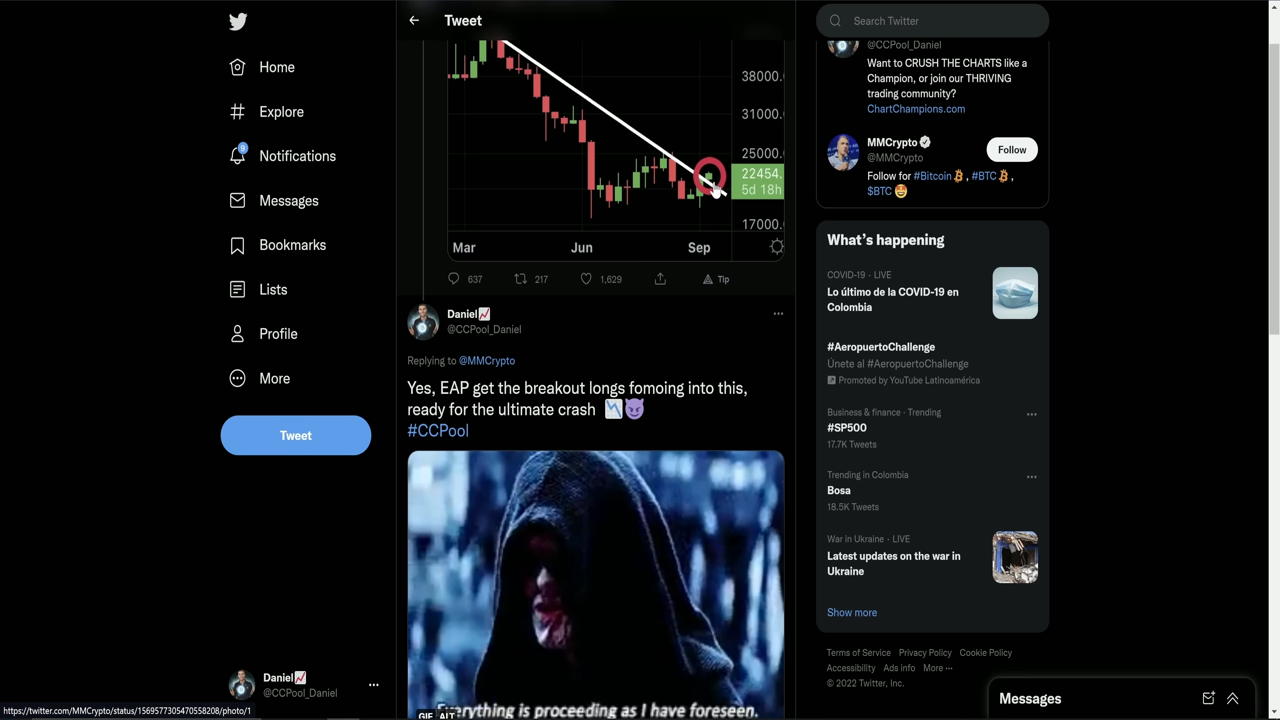 Home
Explore
9
Notifications
Messages
Bookmarks
Lists
Profile
More
Tweet
Daniel
@CCPool_Daniel
https://twitter.com/MMCrypto/status/1569577305470558208/photo/1
Tweet
38000.
31000.
25000.
22454.
5d 18h
17000.
Mar Jun Sep
637 217 1,629 Tip
Daniel
@CCPool_Daniel
Replying to @MMCrypto
Yes, EAP get the breakout longs fomoing into this,
ready for the ultimate crash
#CCPool
Everything is proceeding as I have foreseen.
GIF ALT
Search Twitter
@CCPool_Daniel
Want to CRUSH THE CHARTS like a
Champion, or join our THRIVING
trading community?
ChartChampions.com
MMCrypto
@MMCrypto
Follow
Follow for #Bitcoin, #BTC,
$BTC
What's happening
COVID-19 · LIVE
Lo último de la COVID-19 en
Colombia
#AeropuertoChallenge
Únete al #AeropuertoChallenge
Promoted by YouTube Latinoamérica
Business & finance · Trending
#SP500
17.7K Tweets
Trending in Colombia
Bosa
18.5K Tweets
War in Ukraine · LIVE
Latest updates on the war in
Ukraine
Show more
Terms of Service Privacy Policy Cookie Policy
Accessibility Ads info More ···
© 2022 Twitter, Inc.
Messages